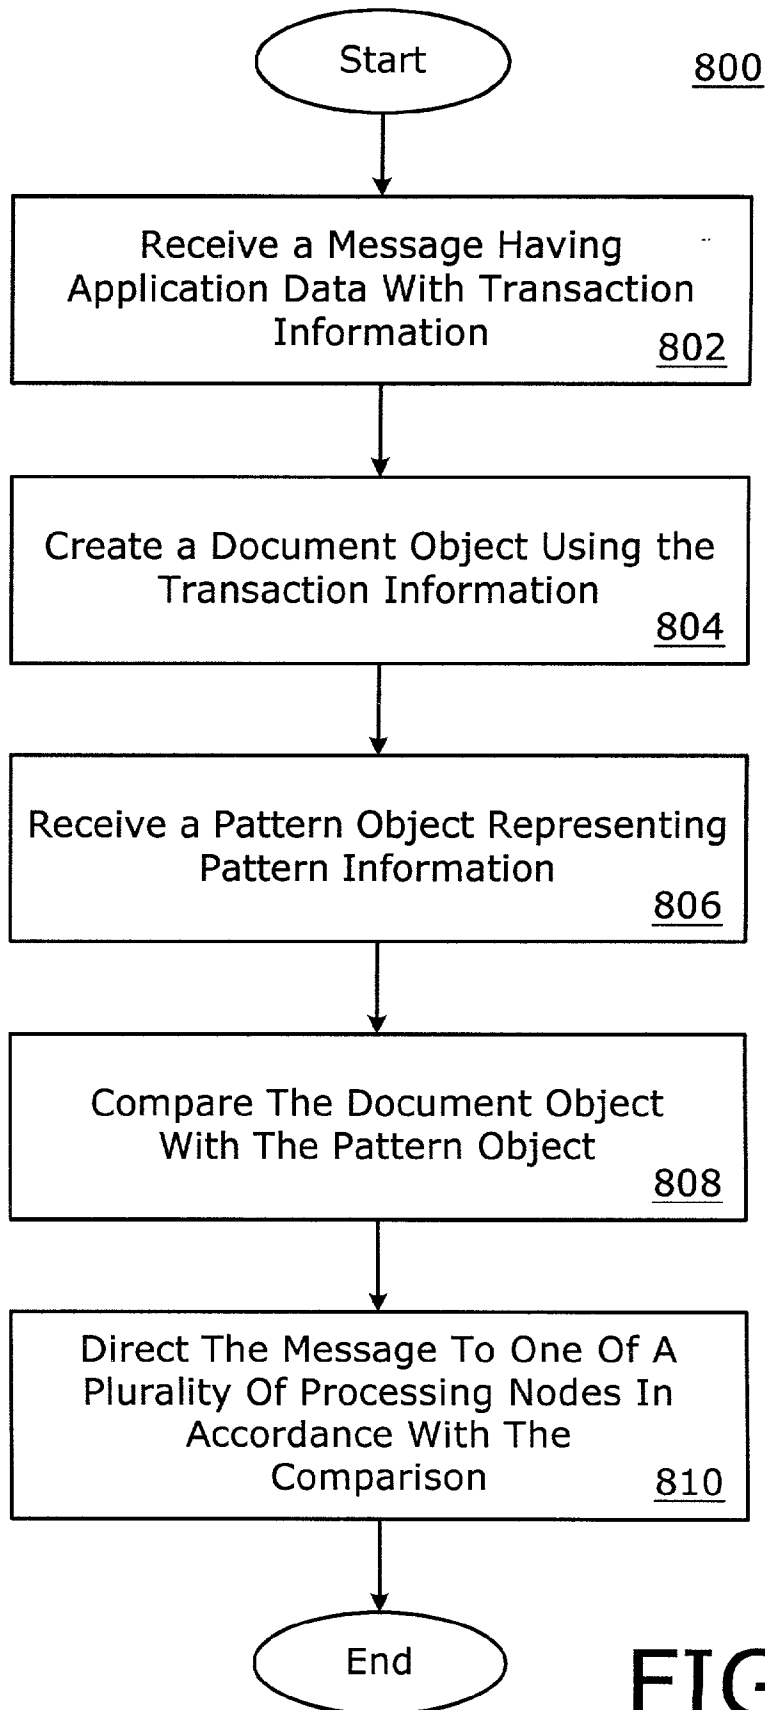 Start
800
Receive a Message Having
Application Data With Transaction
Information
802
Create a Document Object Using the
Transaction Information
804
Receive a Pattern Object Representing
Pattern Information
806
Compare The Document Object
With The Pattern Object
808
Direct The Message To One Of A
Plurality Of Processing Nodes In
Accordance With The
Comparison
810
End
FIG